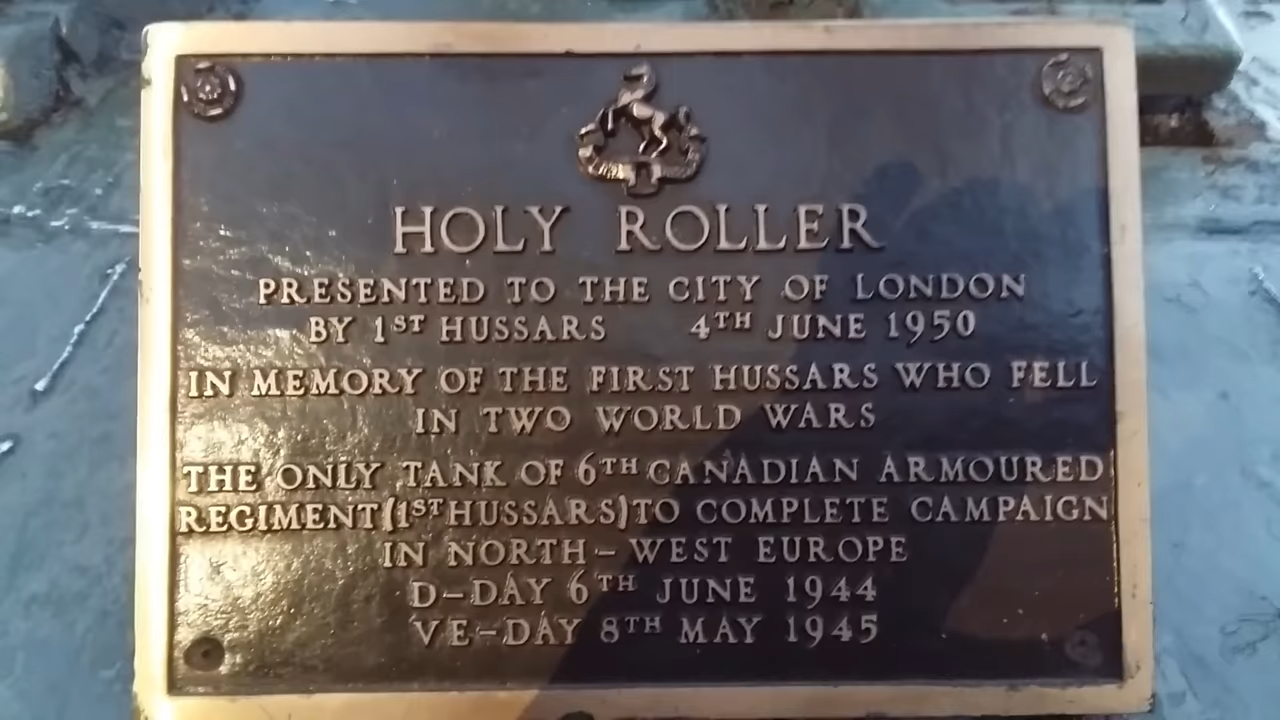 HOLY ROLLER
PRESENTED TO THE CITY OF LONDON
BY 1ST HUSSARS 4TH JUNE 1950
IN MEMORY OF THE FIRST HUSSARS WHO FELL
IN TWO WORLD WARS
THE ONLY TANK OF 6TH CANADIAN ARMOURED
REGIMENT (1ST HUSSARS) TO COMPLETE CAMPAIGN
IN NORTH-WEST EUROPE
D-DAY 6TH JUNE 1944
VE-DAY 8TH MAY 1945